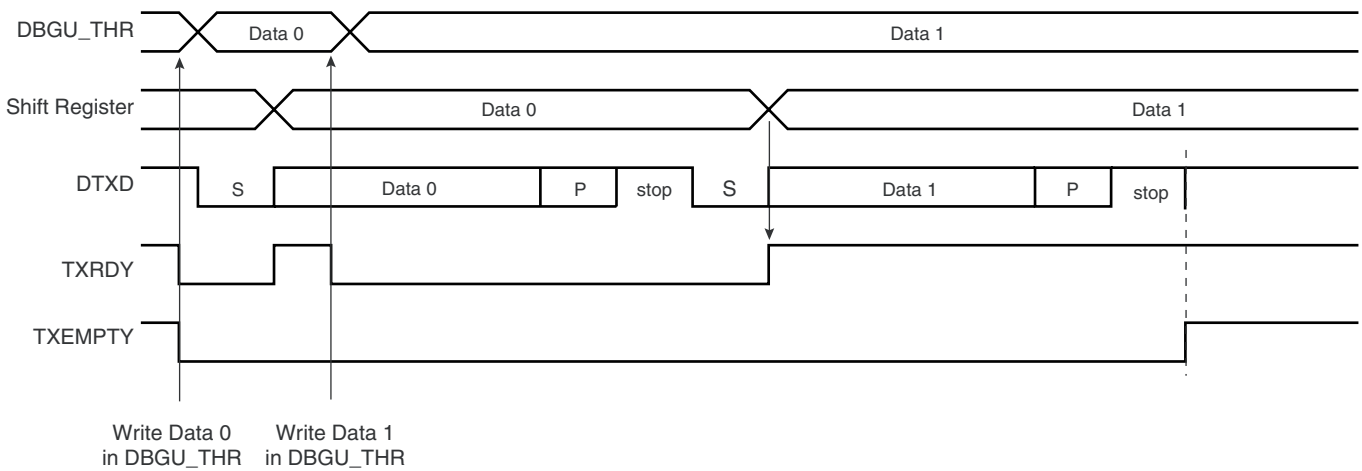 DBGU_THR
Data 0
Data 1
Shift Register
Data 0
Data 1
DTXD
S
Data 0
P
stop
S
Data 1
P
stop
TXRDY
TXEMPTY
Write Data 0
in DBGU_THR
Write Data 1
in DBGU_THR